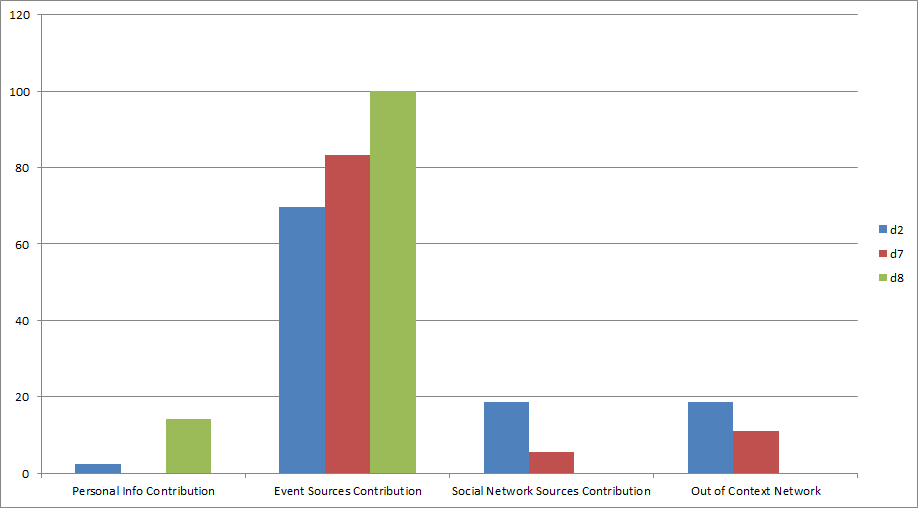 120
100
80
60
40
20
0
Personal Info Contribution
Event Sources Contribution
Social Network Sources Contribution
Out of Context Network
d2
d7
d8